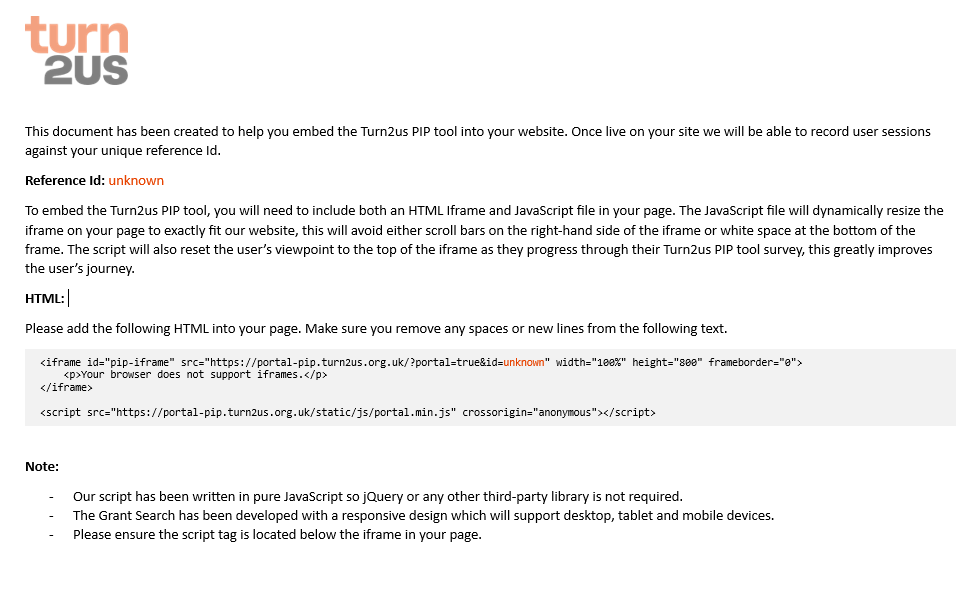 turn
2us
This document has been created to help you embed the Turn2us PIP tool into your website. Once live on your site we will be able to record user sessions
against your unique reference Id.
Reference Id: unknown
To embed the Turn2us PIP tool, you will need to include both an HTML Iframe and JavaScript file in your page. The JavaScript file will dynamically resize the
iframe on your page to exactly fit our website, this will avoid either scroll bars on the right-hand side of the iframe or white space at the bottom of the
frame. The script will also reset the user’s viewpoint to the top of the iframe as they progress through their Turn2us PIP tool survey, this greatly improves
the user’s journey.
HTML:
Please add the following HTML into your page. Make sure you remove any spaces or new lines from the following text.
<iframe id="pip-iframe" src="https://portal-pip.turn2us.org.uk/?portal=true&id=unknown" width="100%" height="800" frameborder="0">
<p>Your browser does not support iframes.</p>
</iframe>
<script src="https://portal-pip.turn2us.org.uk/static/js/portal.min.js" crossorigin="anonymous"></script>
Note:
- Our script has been written in pure JavaScript so jQuery or any other third-party library is not required.
- The Grant Search has been developed with a responsive design which will support desktop, tablet and mobile devices.
- Please ensure the script tag is located below the iframe in your page.